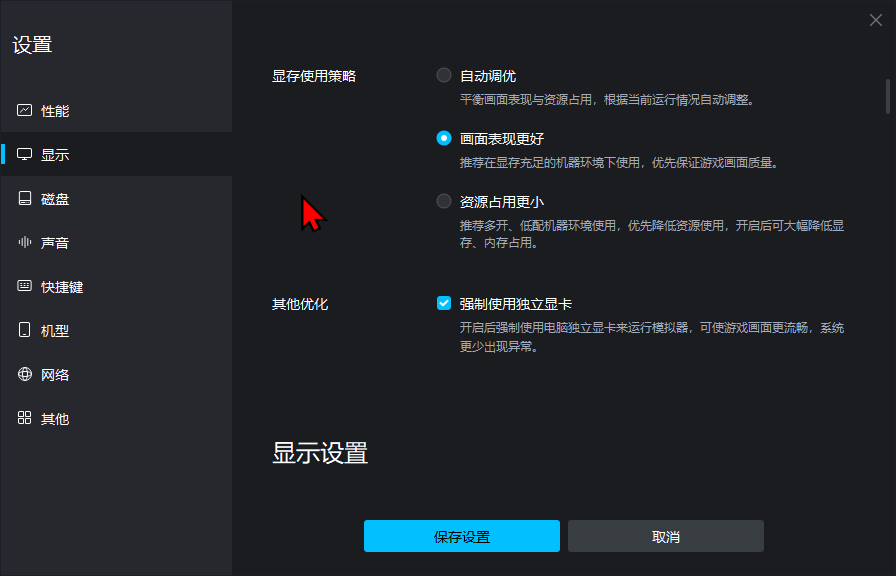 设置
性能
显示
磁盘
声音
快捷键
机型
网络
其他
显存使用策略
自动调优
平衡画面表现与资源占用，根据当前运行情况自动调整。
画面表现更好
推荐在显存充足的机器环境下使用，优先保证游戏画面质量。
资源占用更小
推荐多开、低配机器环境使用，优先降低资源使用，开启后可大幅降低显
存、内存占用。
其他优化
强制使用独立显卡
开启后强制使用电脑独立显卡来运行模拟器，可使游戏画面更流畅，系统
更少出现异常。
显示设置
保存设置
取消